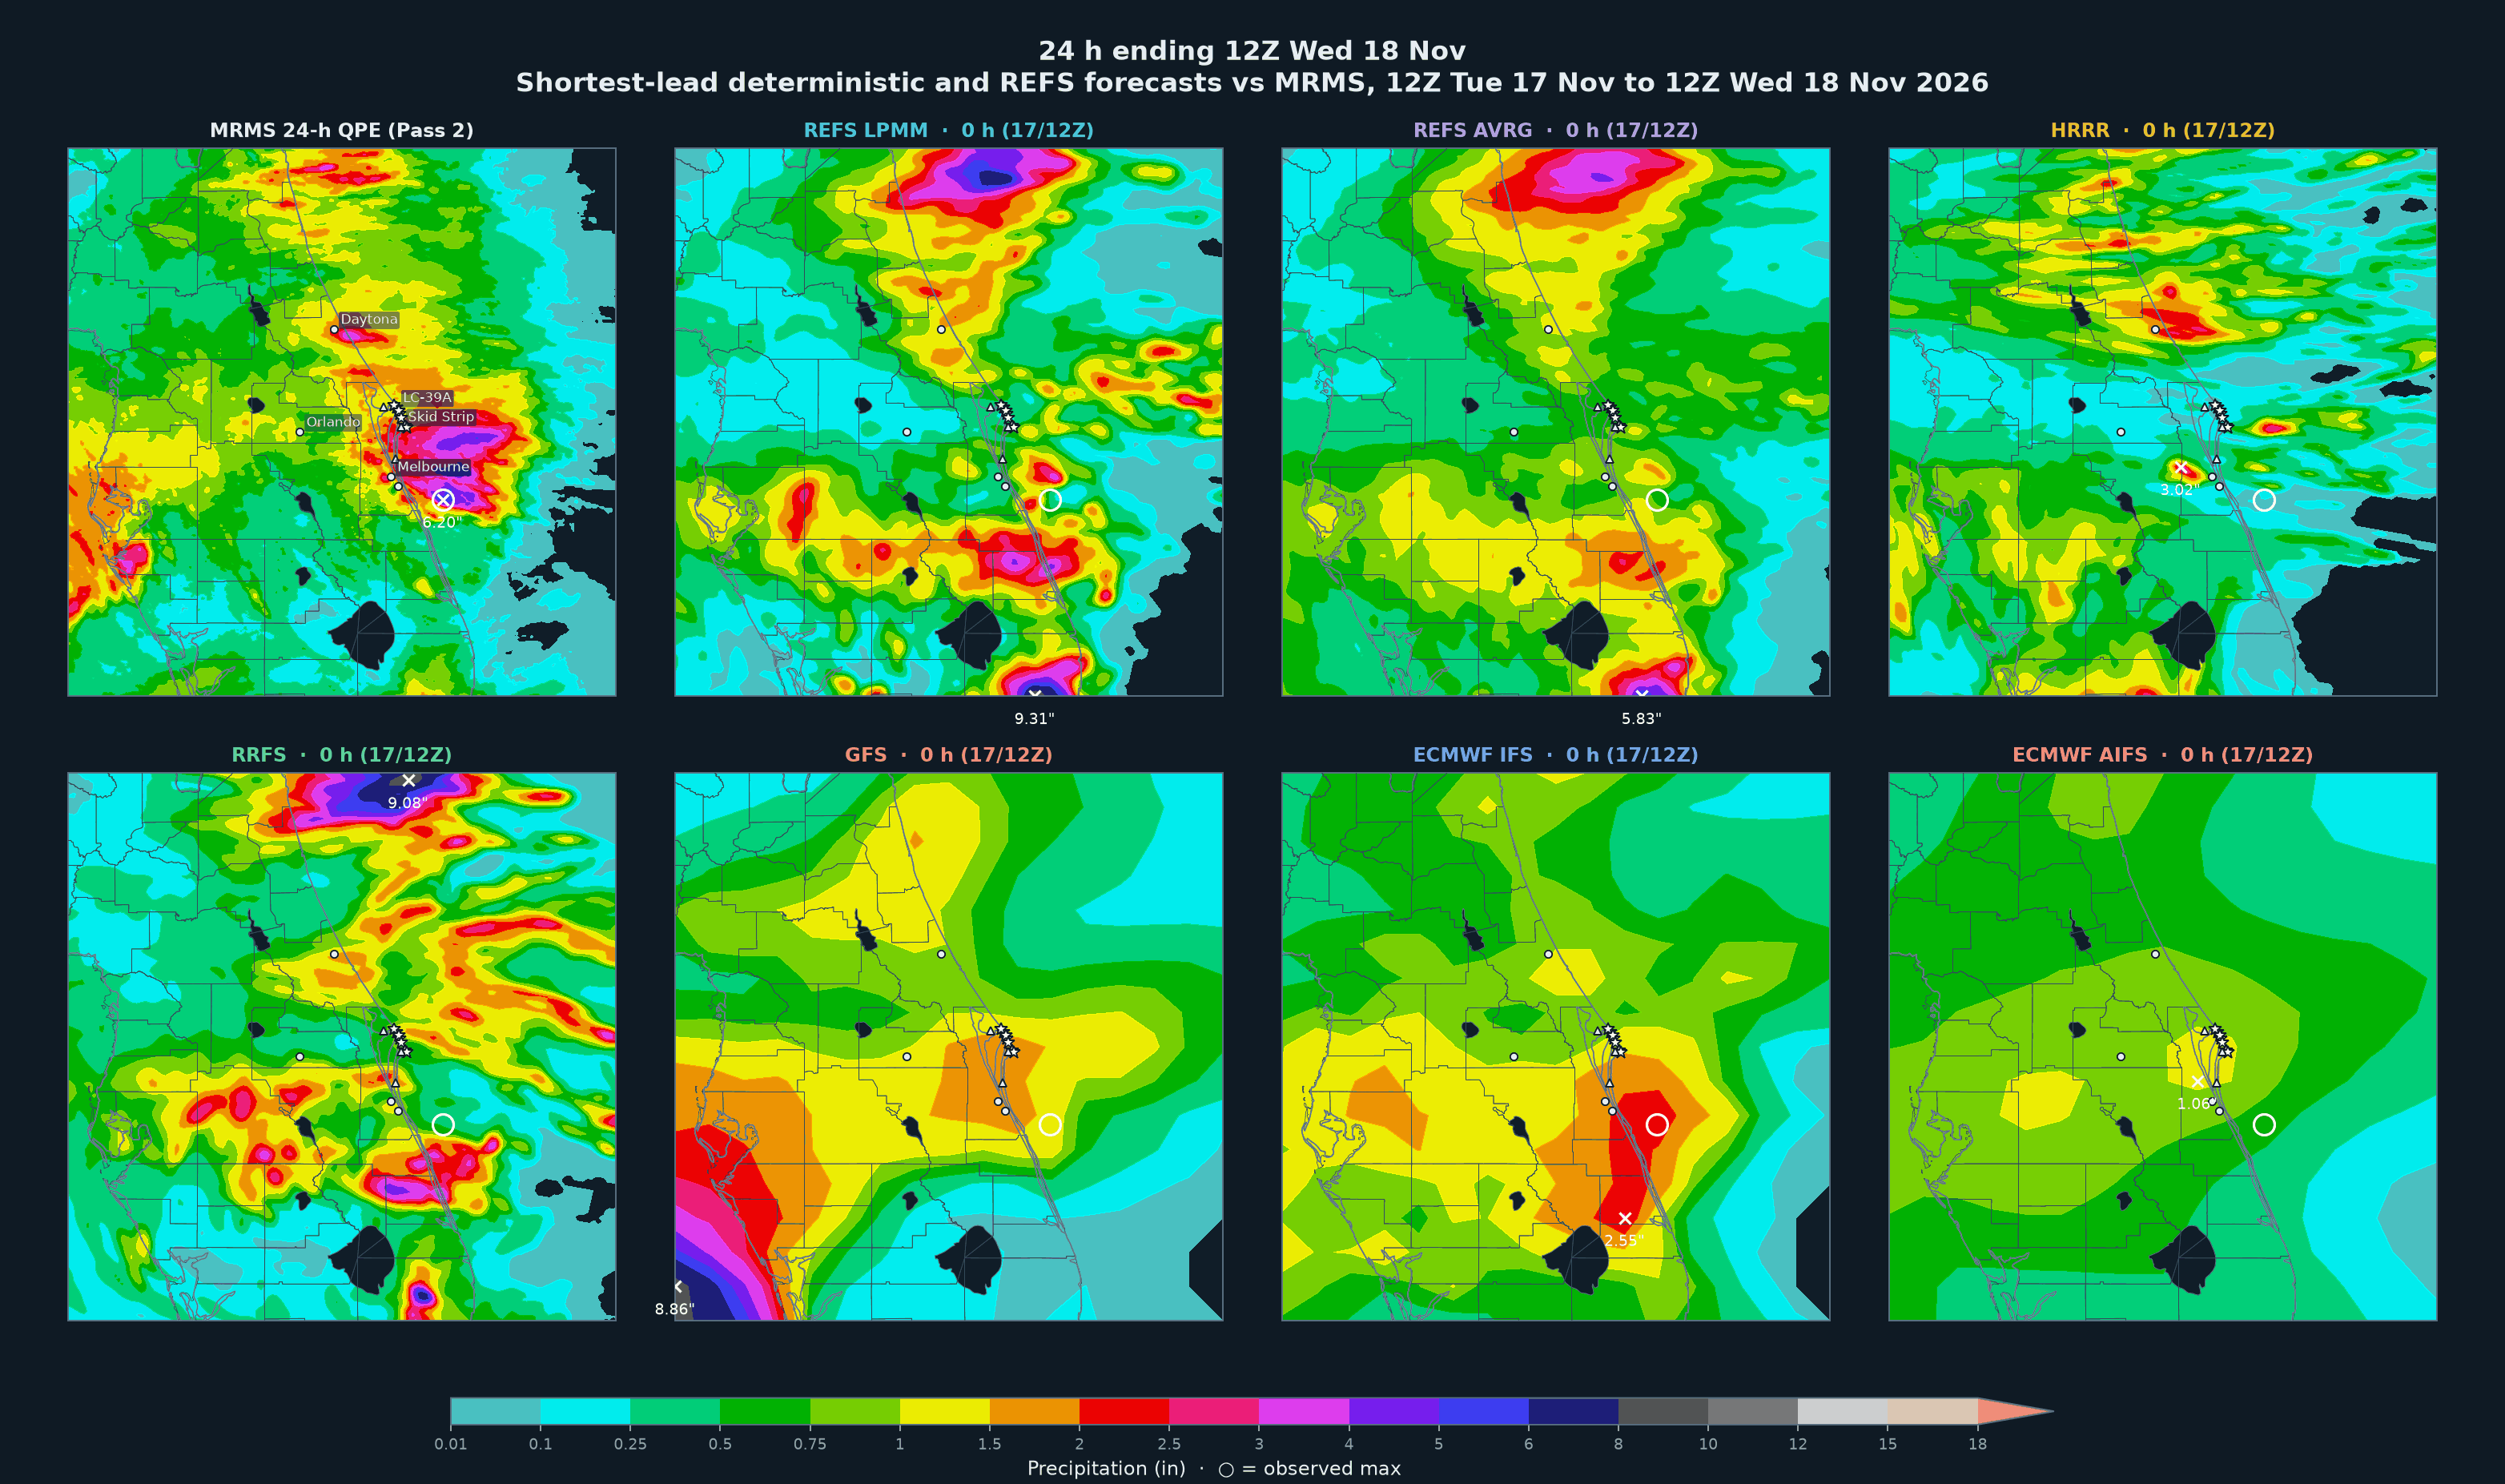 24 h ending 12Z Wed 18 Nov
Shortest-lead deterministic and REFS forecasts vs MRMS, 12Z Tue 17 Nov to 12Z Wed 18 Nov 2026
MRMS 24-h QPE (Pass 2)
REFS LPMM · 0 h (17/12Z)
REFS AVRG · 0 h (17/12Z)
HRRR · 0 h (17/12Z)
Daytona
LC-39A
Skid Strip
Orlando
Melbourne
6.20"
3.02"
9.31"
5.83"
RRFS · 0 h (17/12Z)
GFS · 0 h (17/12Z)
ECMWF IFS · 0 h (17/12Z)
ECMWF AIFS · 0 h (17/12Z)
9.08"
8.86"
2.55"
1.06"
0.01 0.1 0.25 0.5 0.75 1 1.5 2 2.5 3 4 5 6 8 10 12 15 18
Precipitation (in) · ○ = observed max